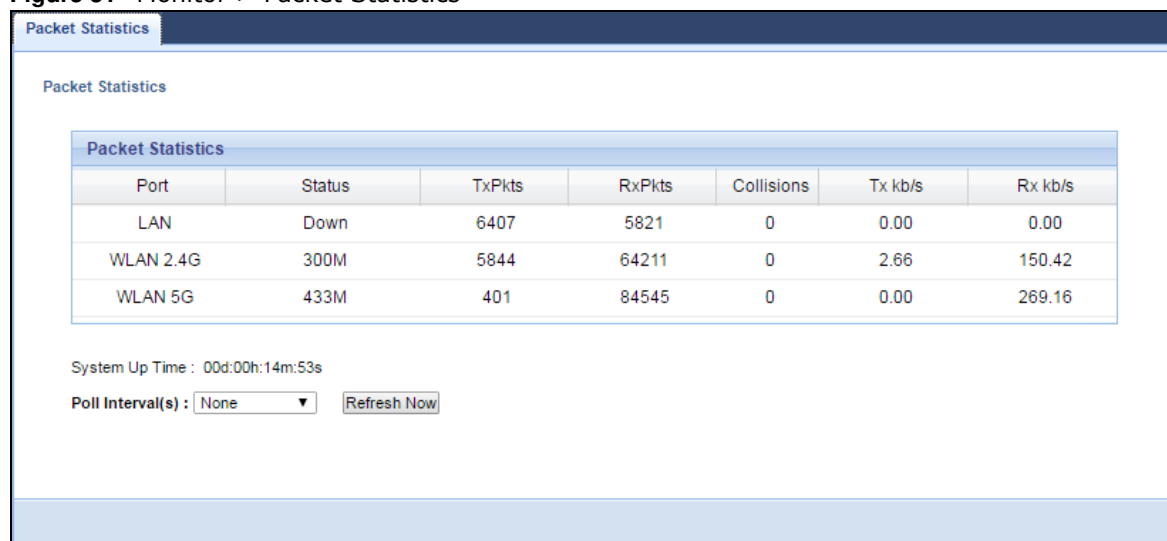 Monitor > Packet Statistics
Packet Statistics
Packet Statistics
Packet Statistics
Port Status TxPkts RxPkts Collisions Tx kb/s Rx kb/s
LAN Down 6407 5821 0 0.00 0.00
WLAN 2.4G 300M 5844 64211 0 2.66 150.42
WLAN 5G 433M 401 84545 0 0.00 269.16
System Up Time : 00d:00h:14m:53s
Poll Interval(s) : None ▼ Refresh Now